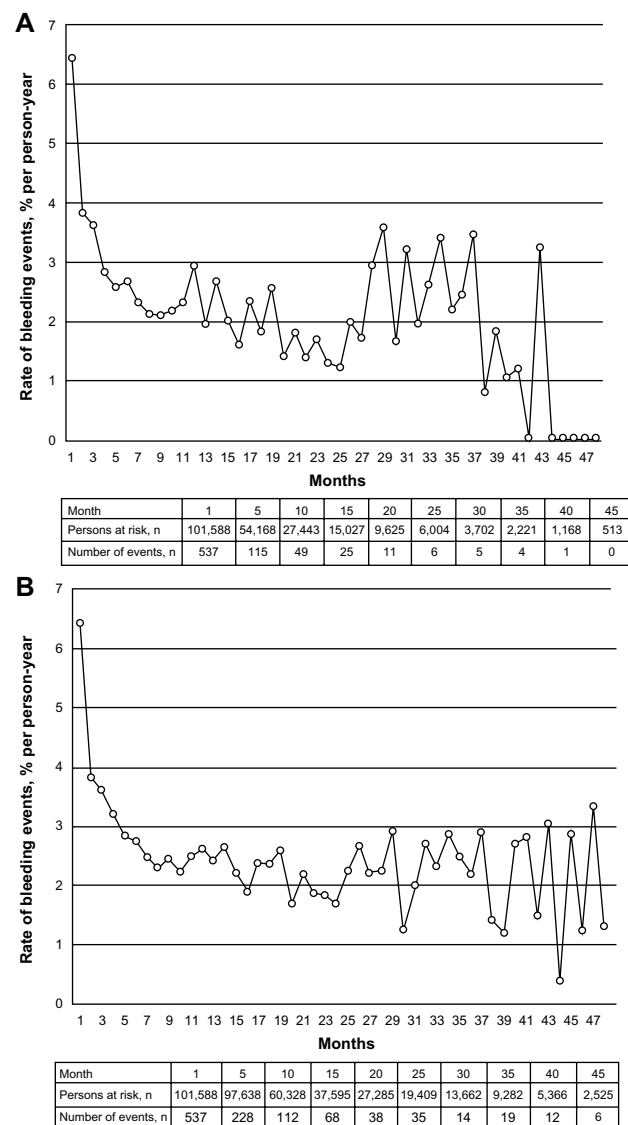 A
Rate of bleeding events, % per person-year
7
6
5
4
3
2
1
0
1 3 5 7 9 11 13 15 17 19 21 23 25 27 29 31 33 35 37 39 41 43 45 47
Months
Month 1 5 10 15 20 25 30 35 40 45
Persons at risk, n 101,588 54,168 27,443 15,027 9,625 6,004 3,702 2,221 1,168 513
Number of events, n 537 115 49 25 11 6 5 4 1 0
B
Rate of bleeding events, % per person-year
7
6
5
4
3
2
1
0
1 3 5 7 9 11 13 15 17 19 21 23 25 27 29 31 33 35 37 39 41 43 45 47
Months
Month 1 5 10 15 20 25 30 35 40 45
Persons at risk, n 101,588 97,638 60,328 37,595 27,285 19,409 13,662 9,282 5,366 2,525
Number of events, n 537 228 112 68 38 35 14 19 12 6